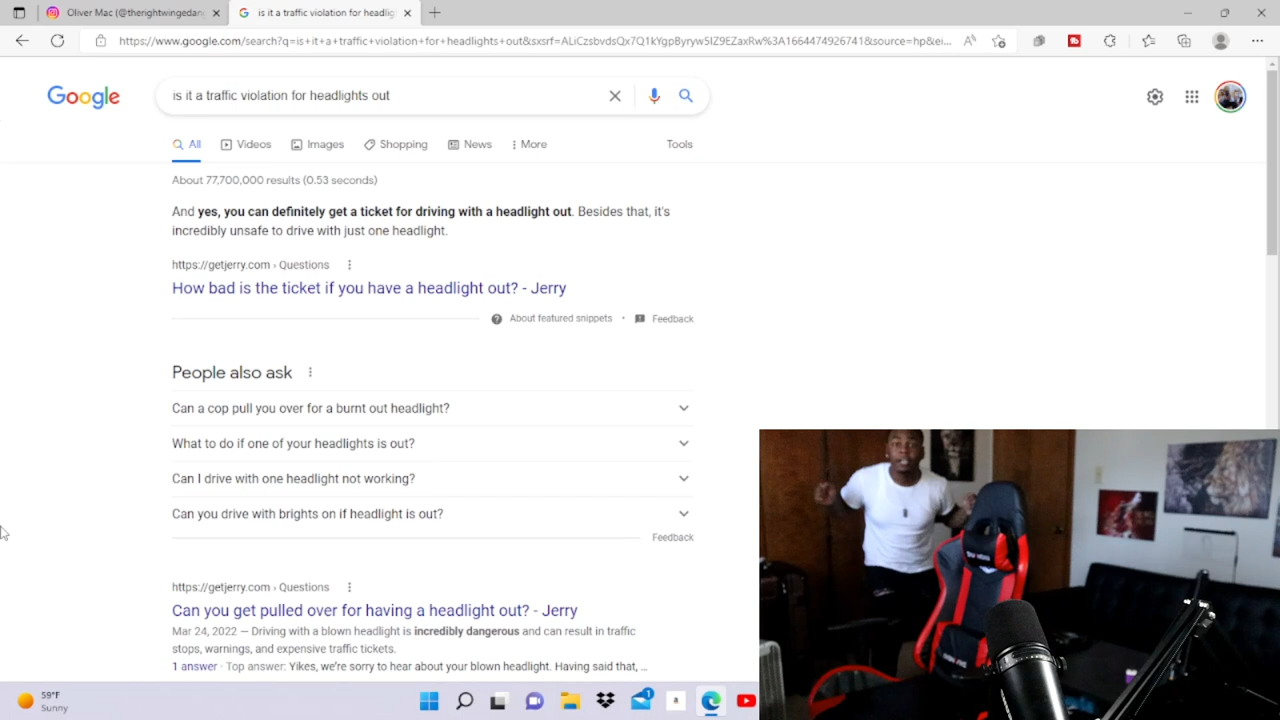 Oliver Mac (@therightwingedan
is it a traffic violation for headlig
https://www.google.com/search?q=is+it+a+traffic+violation+for+headlights+out&sxsrf=ALiCzsbvdsQx7Q1kYgpByryw5IZ9EZaxRw%3A1664474926741&source=hp&ei...
Google
is it a traffic violation for headlights out
All
Videos
Images
Shopping
News
More
Tools
About 77,700,000 results (0.53 seconds)
And yes, you can definitely get a ticket for driving with a headlight out. Besides that, it's
incredibly unsafe to drive with just one headlight.
https://getjerry.com › Questions
How bad is the ticket if you have a headlight out? - Jerry
About featured snippets • Feedback
People also ask
Can a cop pull you over for a burnt out headlight?
What to do if one of your headlights is out?
Can I drive with one headlight not working?
Can you drive with brights on if headlight is out?
Feedback
https://getjerry.com › Questions
Can you get pulled over for having a headlight out? - Jerry
Mar 24, 2022 — Driving with a blown headlight is incredibly dangerous and can result in traffic
stops, warnings, and expensive traffic tickets.
1 answer · Top answer: Yikes, we're sorry to hear about your blown headlight. Having said that, ...
59°F
Sunny
1
a